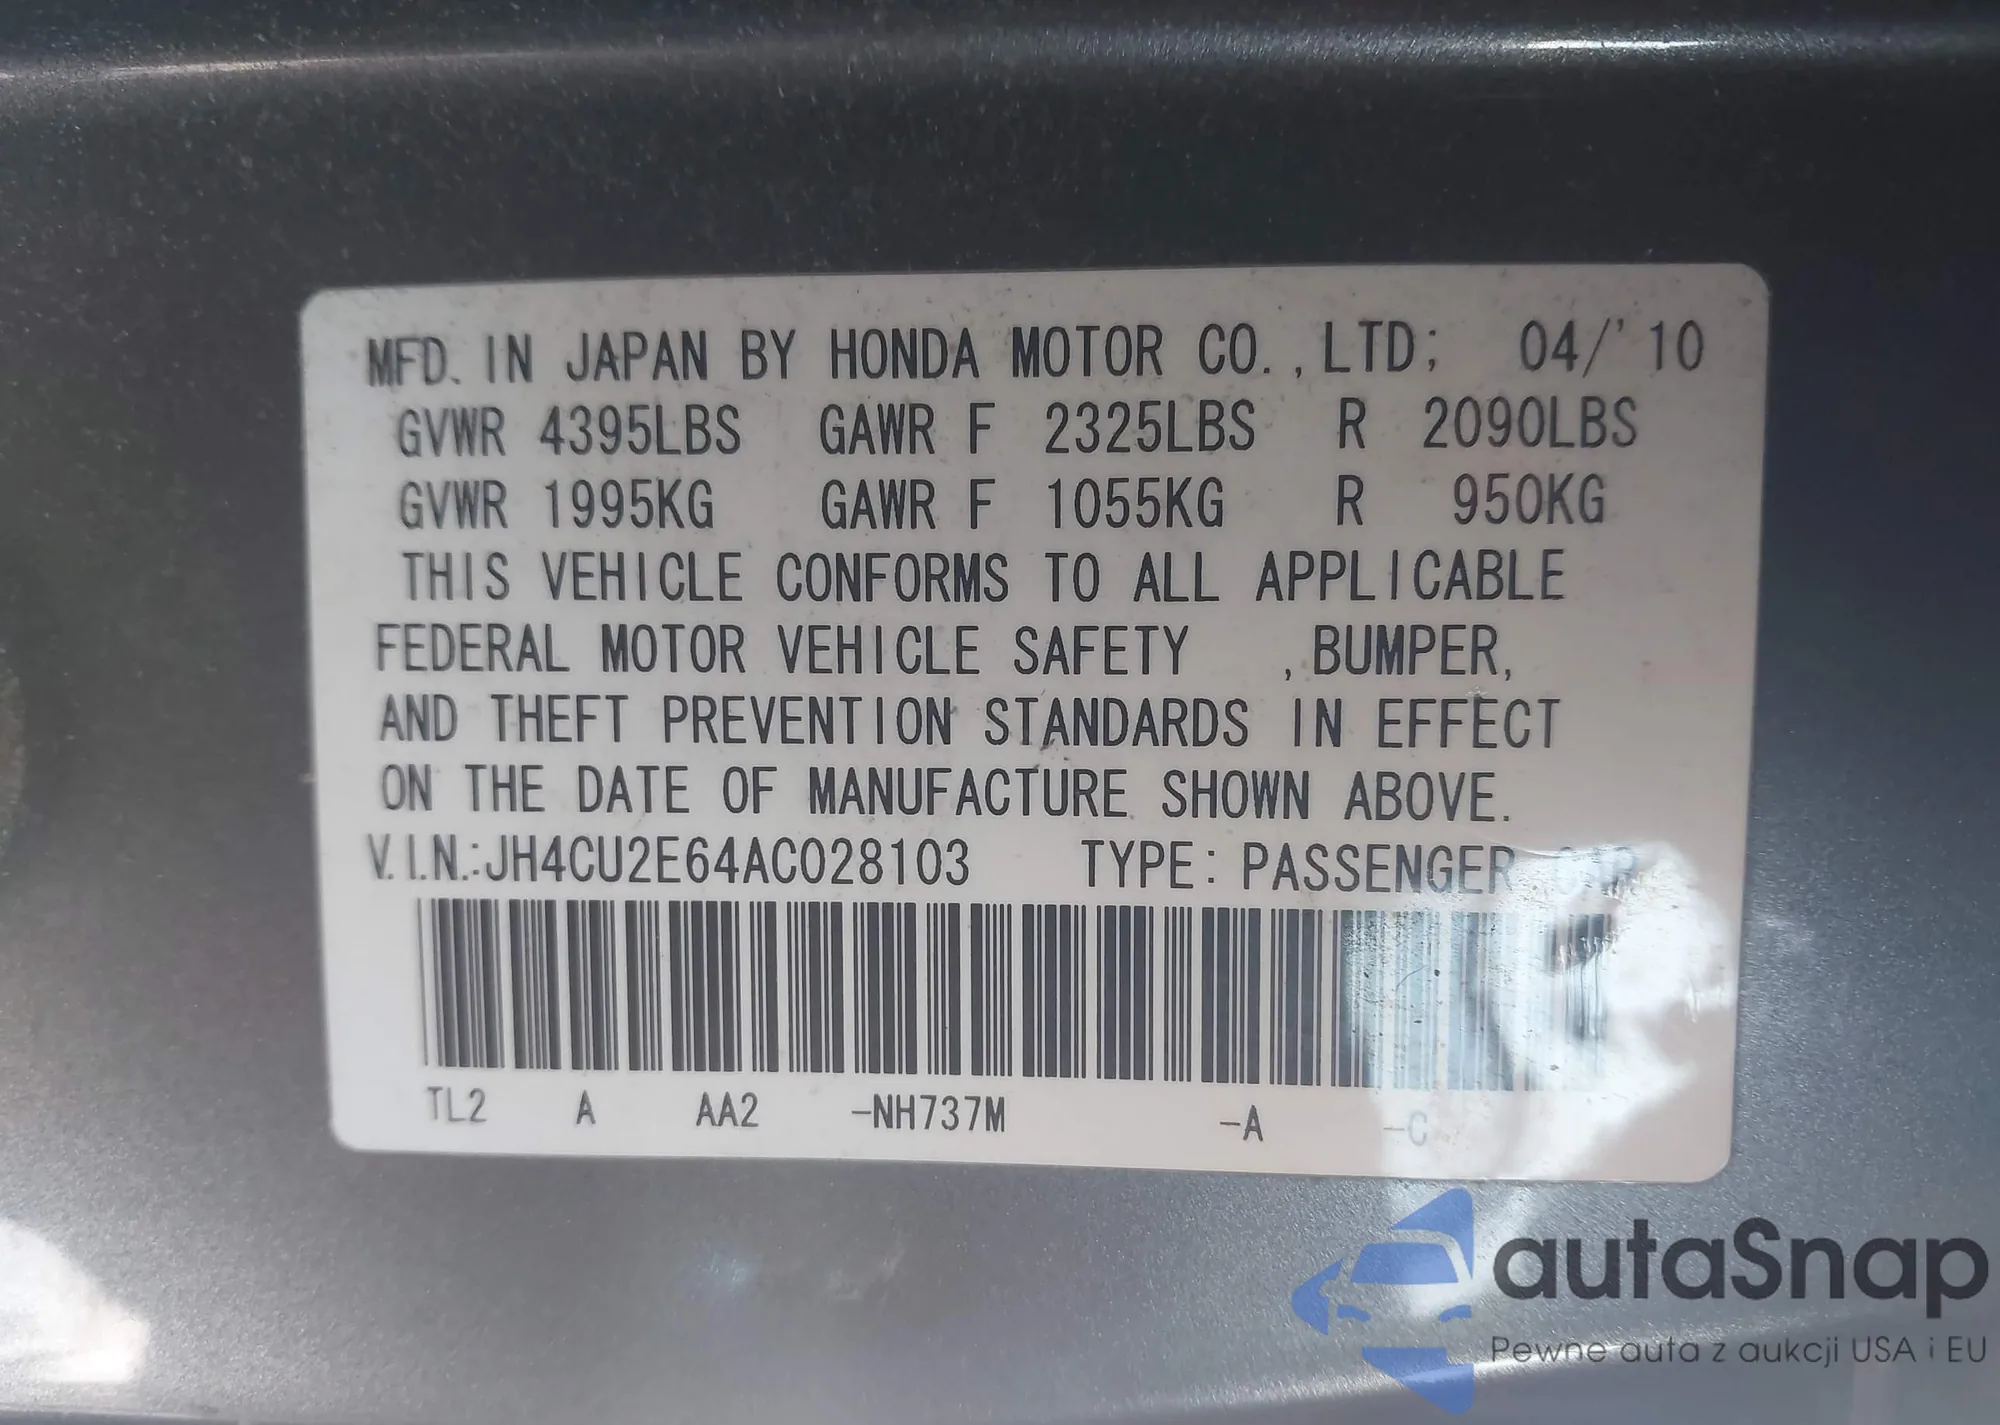 MFD. IN JAPAN BY HONDA MOTOR CO., LTD; 04/'10
GVWR 4395LBS GAWR F 2325LBS R 2090LBS
GVWR 1995KG GAWR F 1055KG R 950KG
THIS VEHICLE CONFORMS TO ALL APPLICABLE
FEDERAL MOTOR VEHICLE SAFETY , BUMPER,
AND THEFT PREVENTION STANDARDS IN EFFECT
ON THE DATE OF MANUFACTURE SHOWN ABOVE.
V.I.N.:JH4CU2E64AC028103 TYPE: PASSENGER CAR
TL2 A AA2 -NH737M -A -C
autaSnap
Pewne auta z aukcji USA i EU